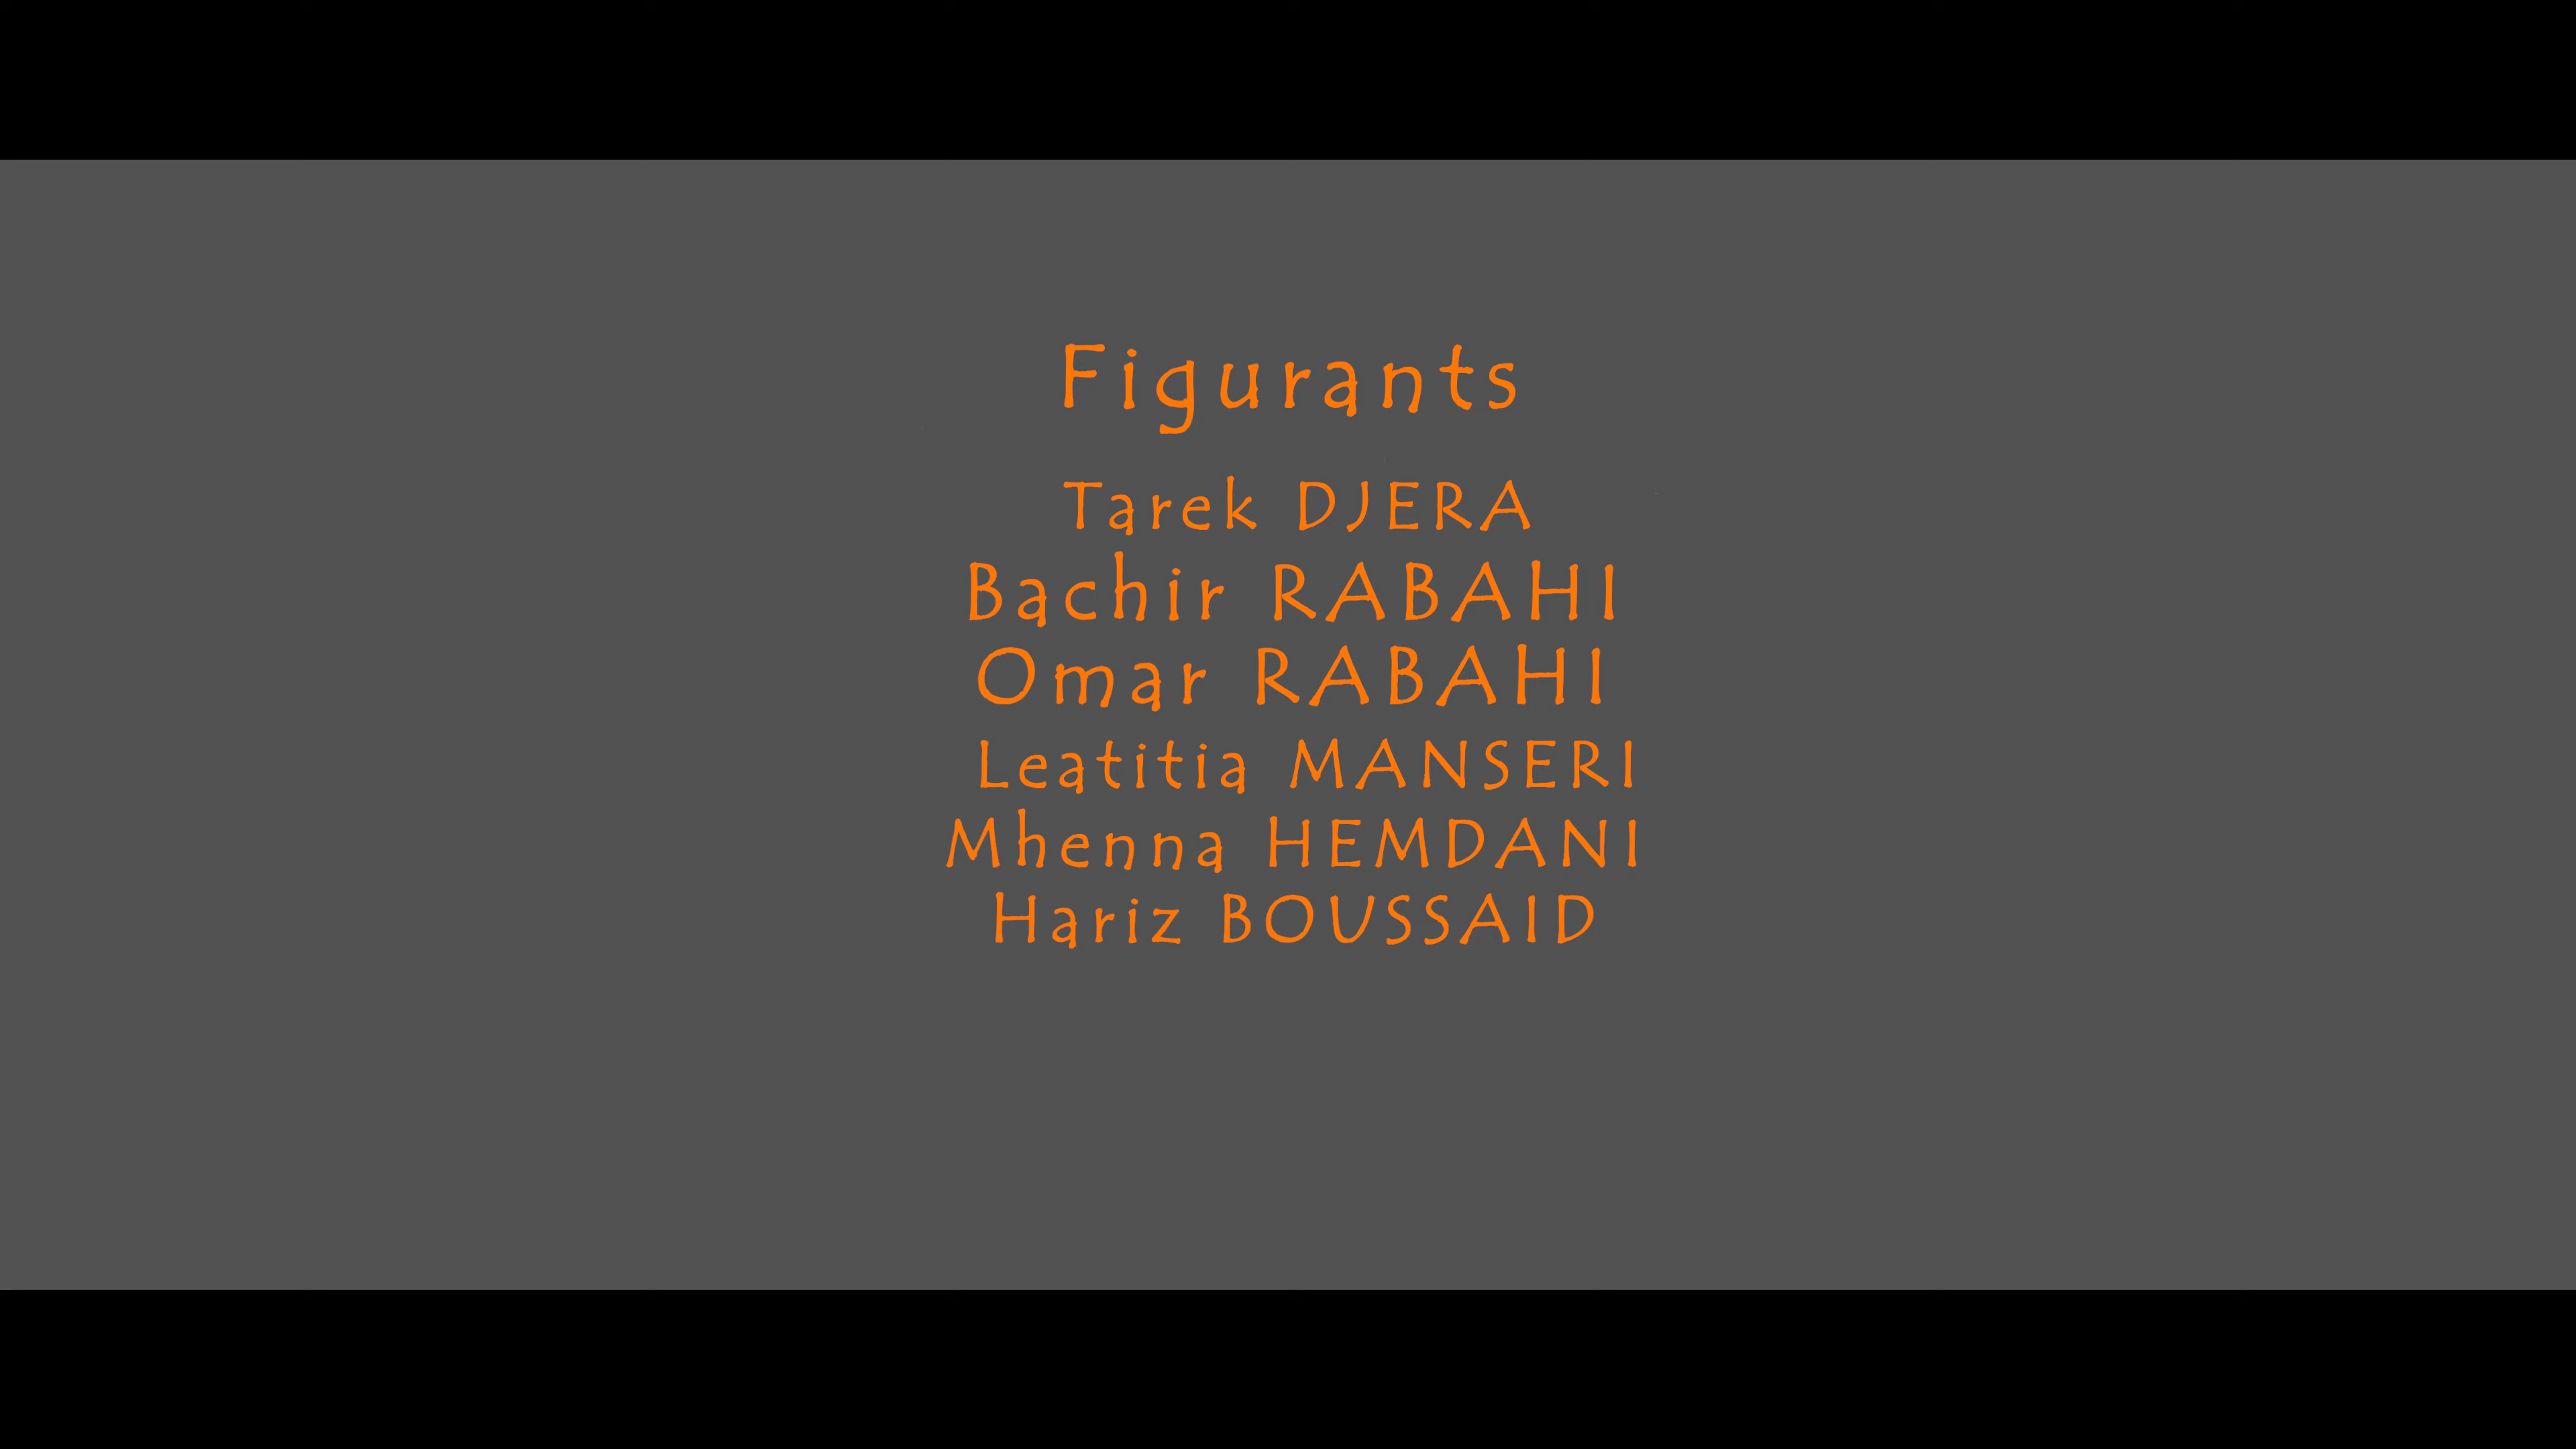 Figurants
Tarek DJERA
Bachir RABAHI
Omar RABAHI
Leatitia MANSERI
Mhenna HEMDANI
Hariz BOUSSAID